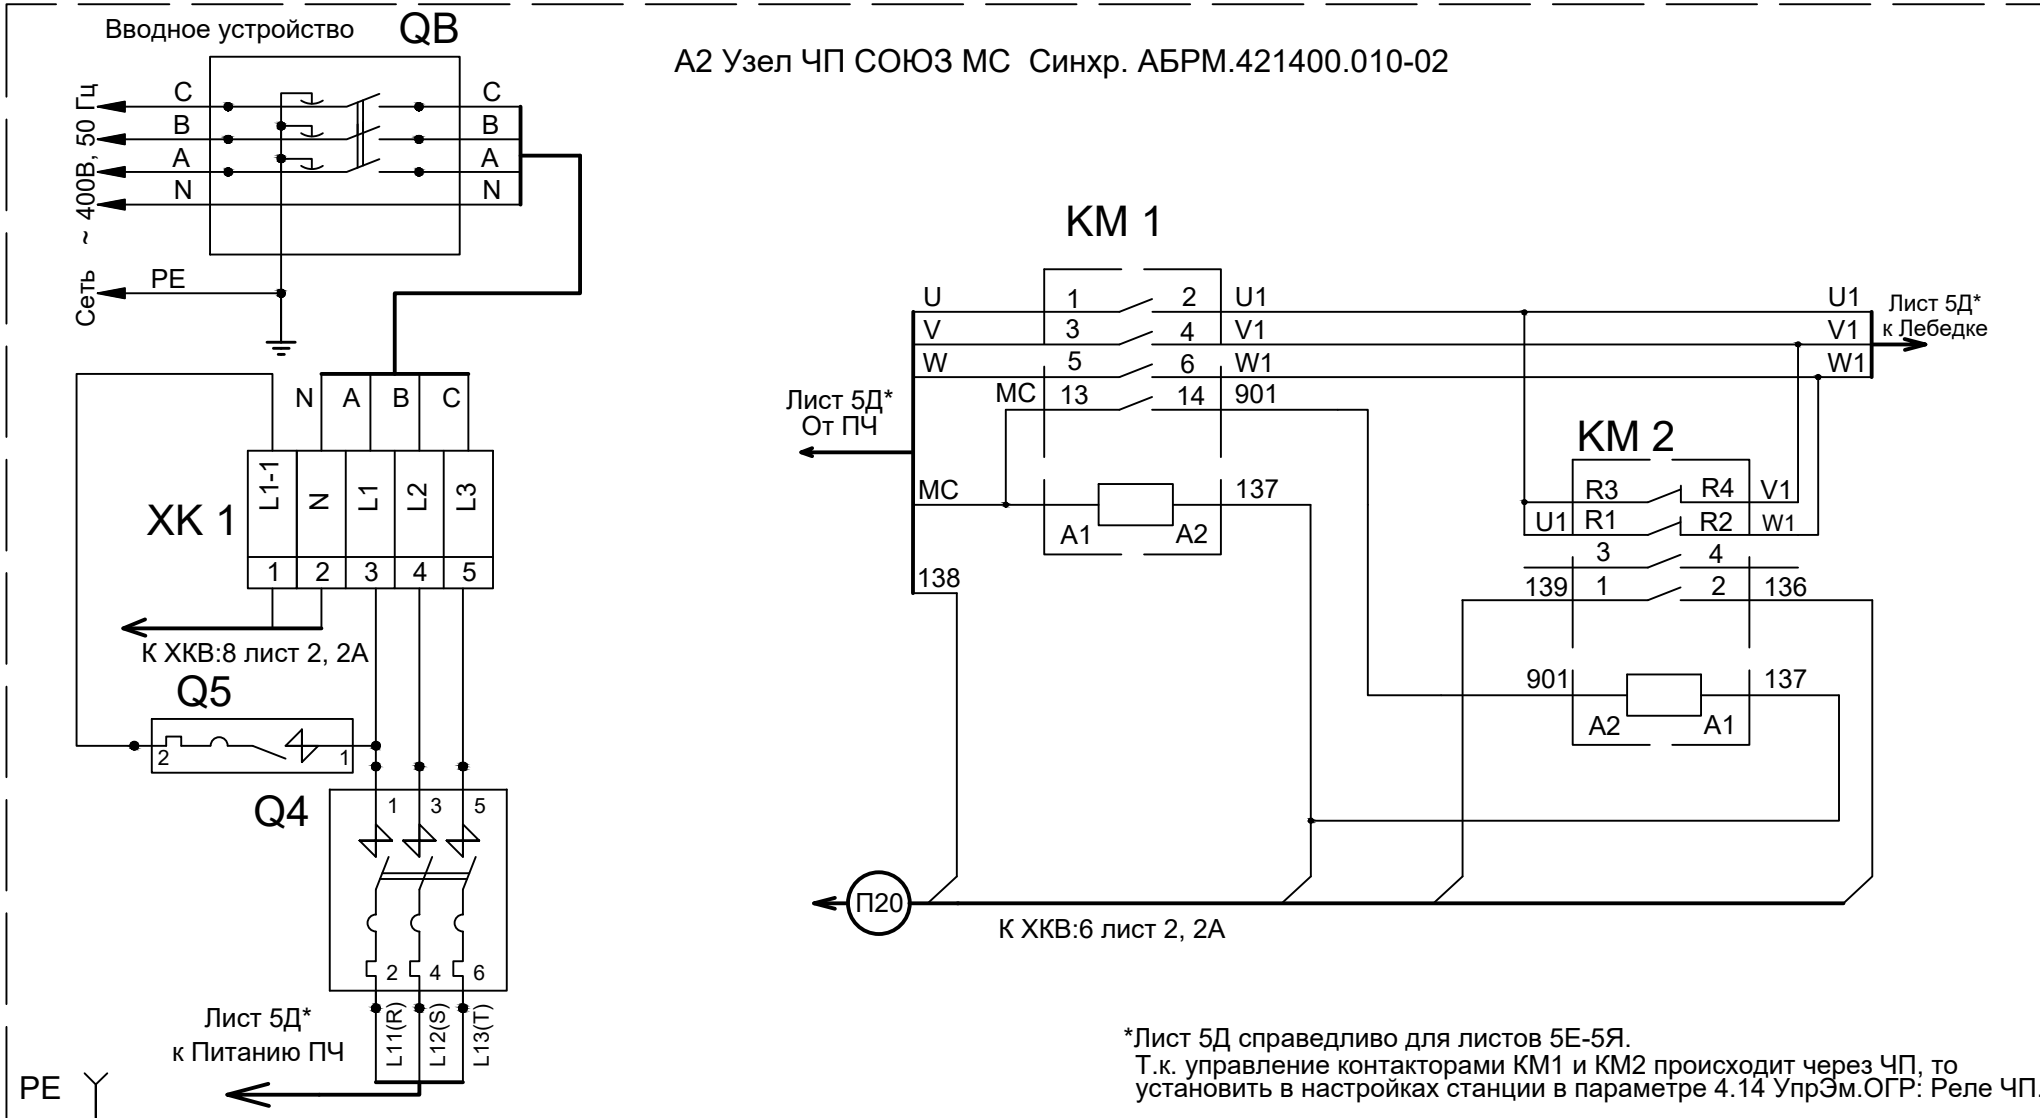 Вводное устройство QB
А2 Узел ЧП СОЮЗ МС Синхр. АБРМ.421400.010-02
Сеть ~ 400В, 50 Гц
C C
B B
A A
N N
PE
N A B C
XK 1
L1-1 N L1 L2 L3
1 2 3 4 5
К ХКВ:8 лист 2, 2А
Q5
2 1
Q4
1 3 5
2 4 6
L11(R) L12(S) L13(T)
Лист 5Д*
к Питанию ПЧ
PE
KM 1
U 1 2 U1 U1
V 3 4 V1 V1
W 5 6 W1 W1
МС 13 14 901
Лист 5Д*
к Лебедке
Лист 5Д*
От ПЧ
МС 137
A1 A2
138
KM 2
R3 R4 V1
U1 R1 R2 W1
3 4
139 1 2 136
901 137
A2 A1
П20
К ХКВ:6 лист 2, 2А
*Лист 5Д справедливо для листов 5Е-5Я.
Т.к. управление контакторами КМ1 и КМ2 происходит через ЧП, то
установить в настройках станции в параметре 4.14 УпрЭм.ОГР: Реле ЧП.